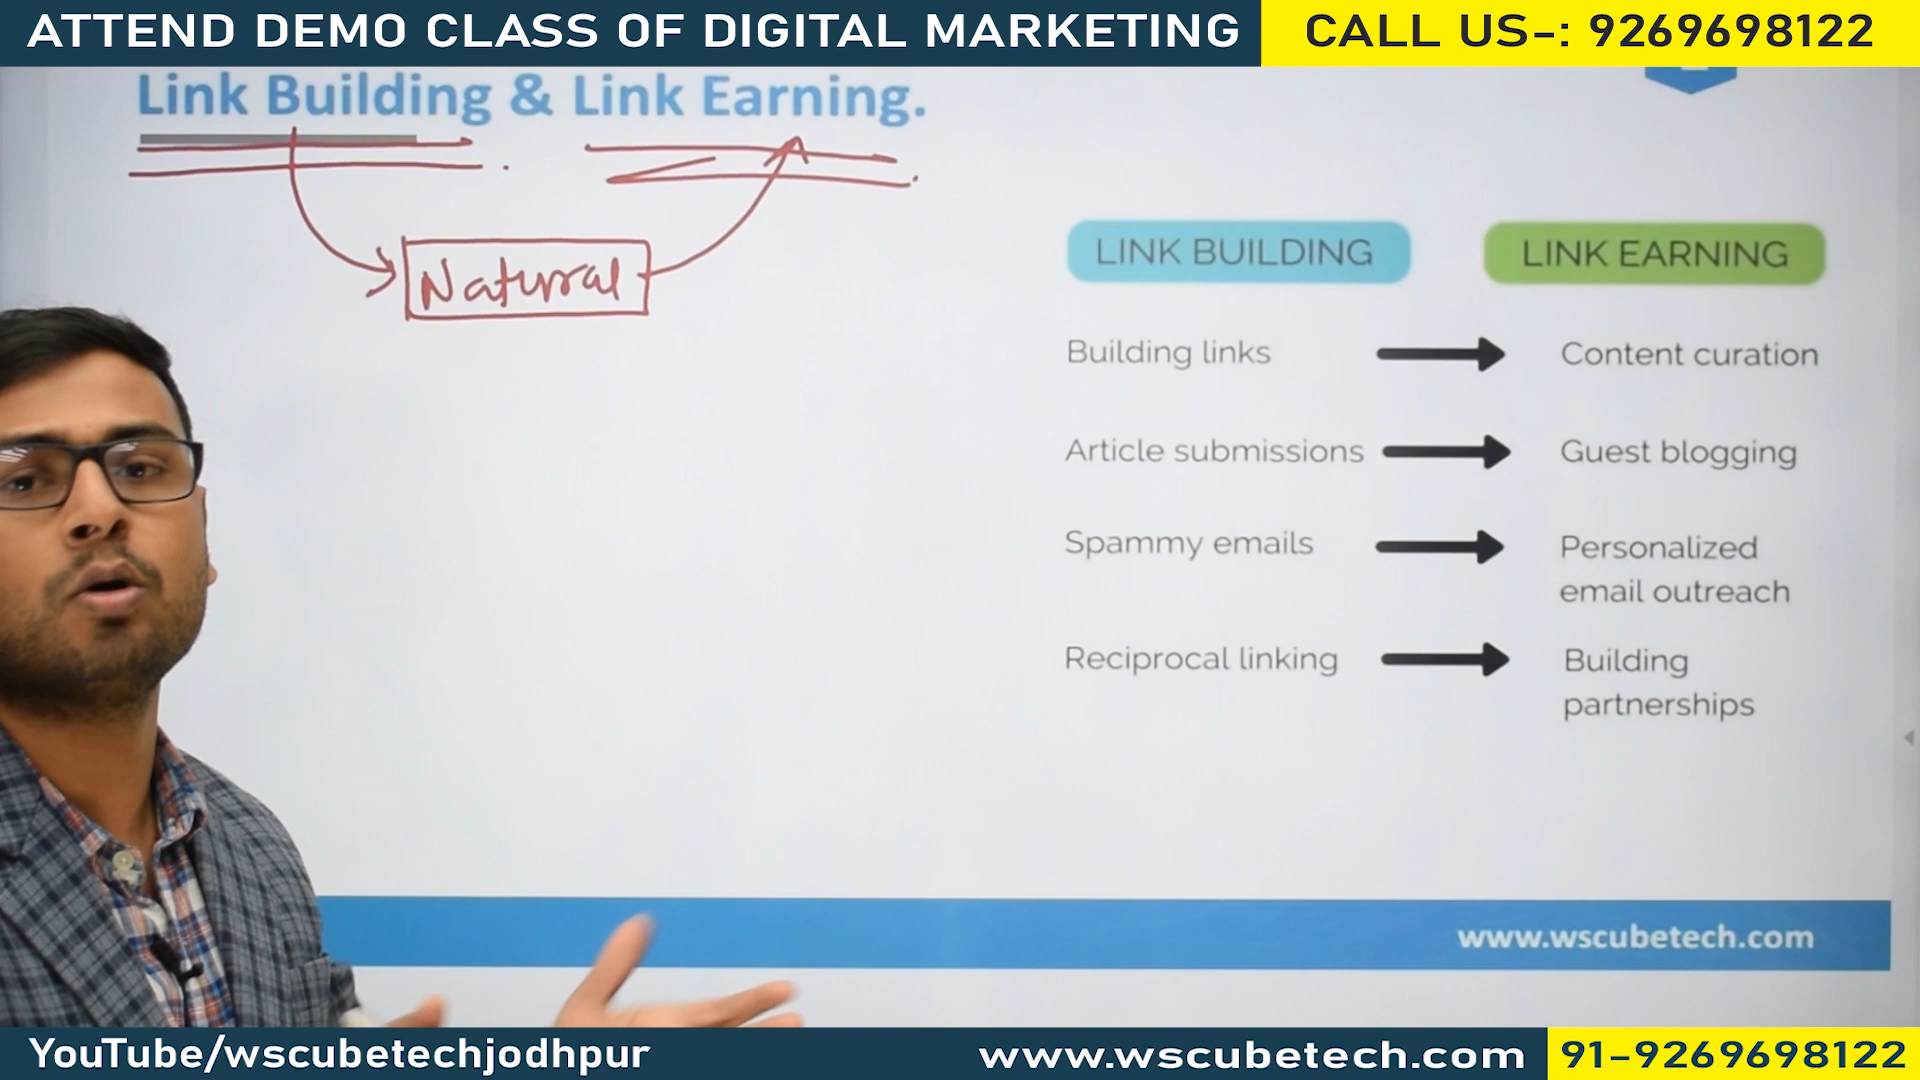 ATTEND DEMO CLASS OF DIGITAL MARKETING
CALL US-: 9269698122
Link Building & Link Earning.
Natural
LINK BUILDING LINK EARNING
Building links Content curation
Article submissions Guest blogging
Spammy emails Personalized
email outreach
Reciprocal linking Building
partnerships
www.wscubetech.com
YouTube/wscubetechjodhpur
www.wscubetech.com
91-9269698122